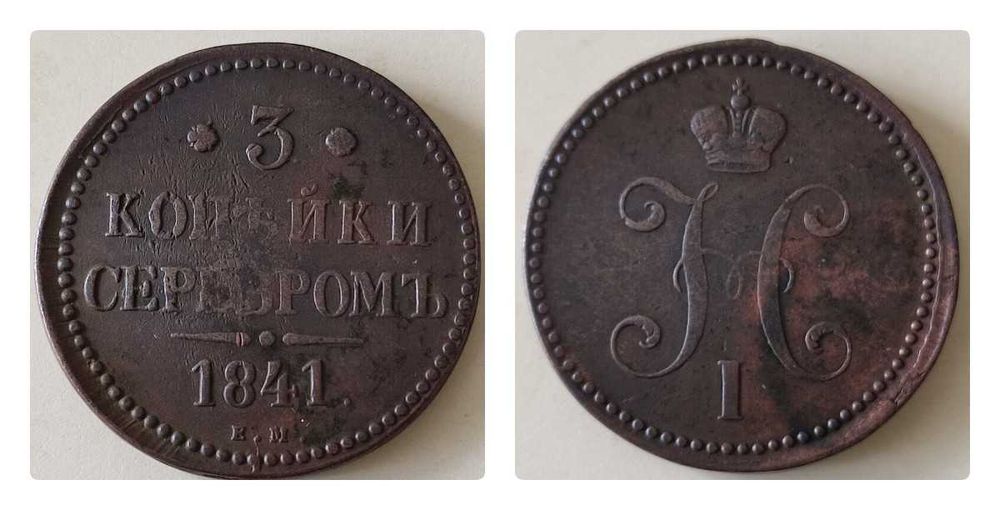 3
КОПѢЙКИ
СЕРЕБРОМЪ
1841.
Е.М
Н
I